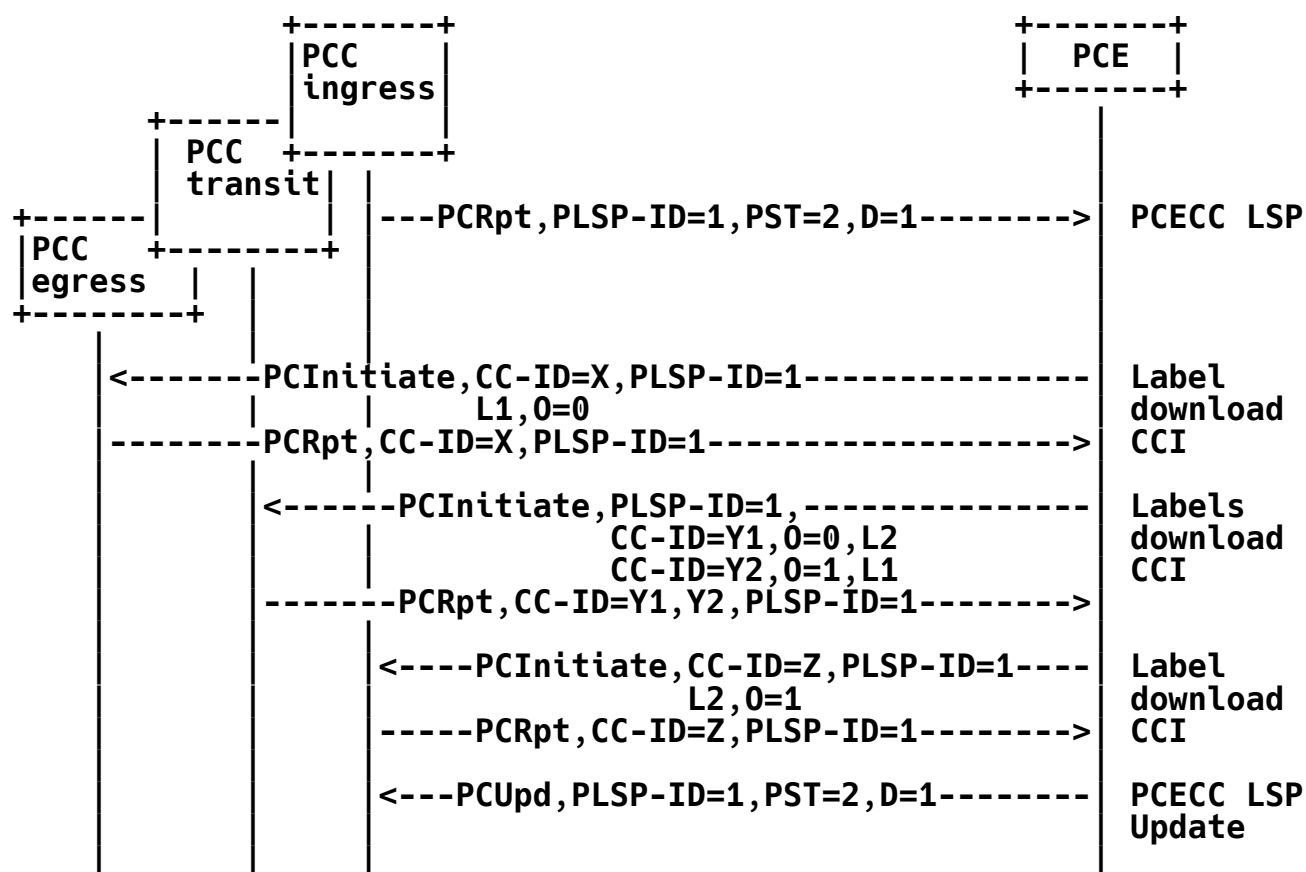 PCC
ingress
PCE
PCC
transit
---PCRpt,PLSP-ID=1,PST=2,D=1--------> PCECC LSP
PCC
egress
<-------PCInitiate,CC-ID=X,PLSP-ID=1--------------- Label
L1,O=0 download
--------PCRpt,CC-ID=X,PLSP-ID=1-------------------> CCI
<------PCInitiate,PLSP-ID=1,--------------- Labels
CC-ID=Y1,O=0,L2 download
CC-ID=Y2,O=1,L1 CCI
-------PCRpt,CC-ID=Y1,Y2,PLSP-ID=1-------->
<----PCInitiate,CC-ID=Z,PLSP-ID=1---- Label
L2,O=1 download
-----PCRpt,CC-ID=Z,PLSP-ID=1--------> CCI
<---PCUpd,PLSP-ID=1,PST=2,D=1-------- PCECC LSP
Update